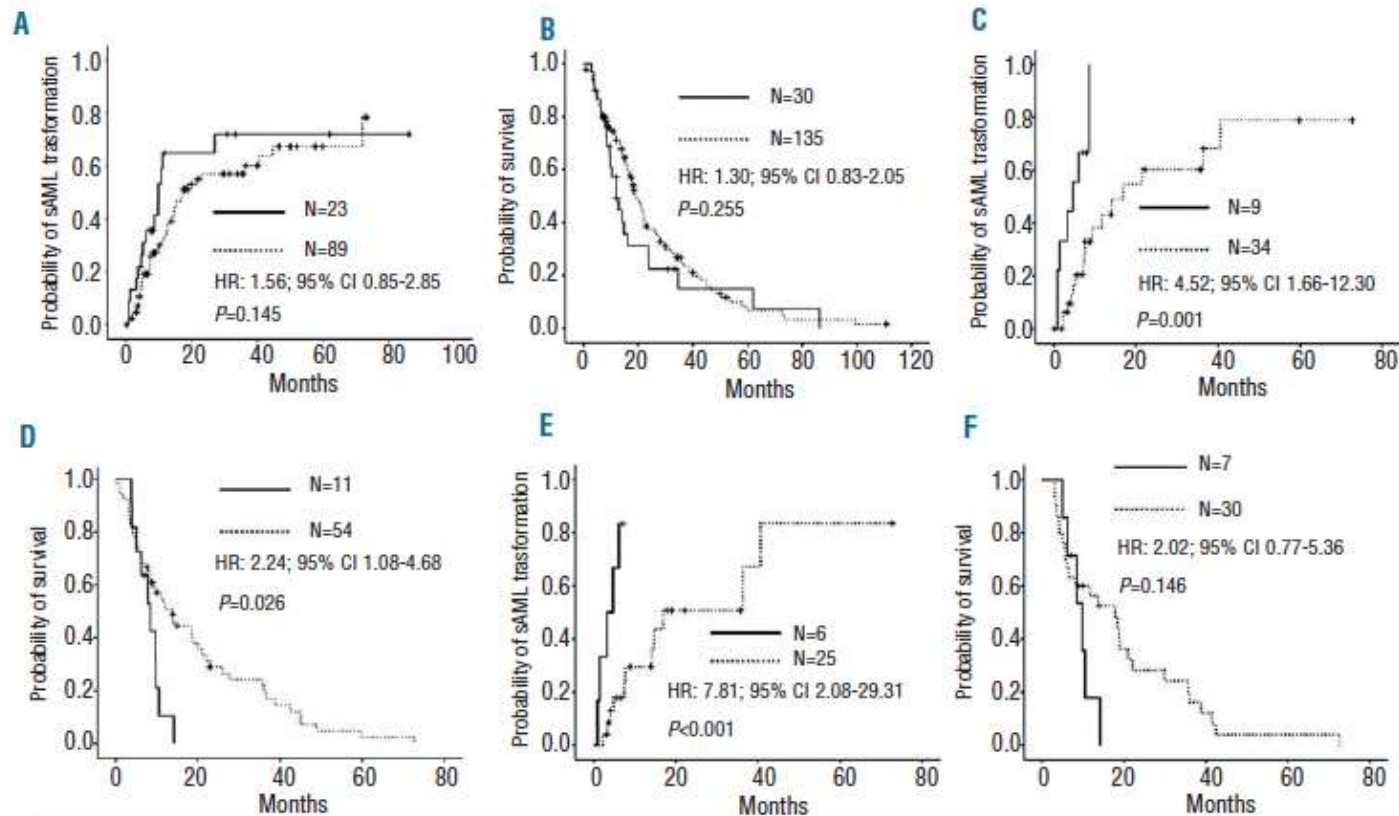 A
Probability of sAML trasformation
1.0
0.8
0.6
0.4
0.2
0.0
N=23
N=89
HR: 1.56; 95% CI 0.85-2.85
P=0.145
0 20 40 60 80 100
Months
B
Probability of survival
1.0
0.8
0.6
0.4
0.2
0.0
N=30
N=135
HR: 1.30; 95% CI 0.83-2.05
P=0.255
0 20 40 60 80 100 120
Months
C
Probability of sAML trasformation
1.0
0.8
0.6
0.4
0.2
0.0
N=9
N=34
HR: 4.52; 95% CI 1.66-12.30
P=0.001
0 20 40 60 80
Months
D
Probability of survival
1.0
0.8
0.6
0.4
0.2
0.0
N=11
N=54
HR: 2.24; 95% CI 1.08-4.68
P=0.026
0 20 40 60 80
Months
E
Probability of sAML trasformation
1.0
0.8
0.6
0.4
0.2
0.0
N=6
N=25
HR: 7.81; 95% CI 2.08-29.31
P<0.001
0 20 40 60 80
Months
F
Probability of survival
1.0
0.8
0.6
0.4
0.2
0.0
N=7
N=30
HR: 2.02; 95% CI 0.77-5.36
P=0.146
0 20 40 60 80
Months